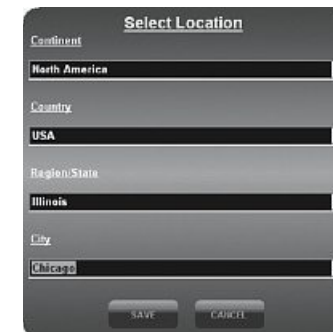 Select Location
Continent
North America
Country
USA
Region/State
Illinois
City
Chicago
SAVE CANCEL